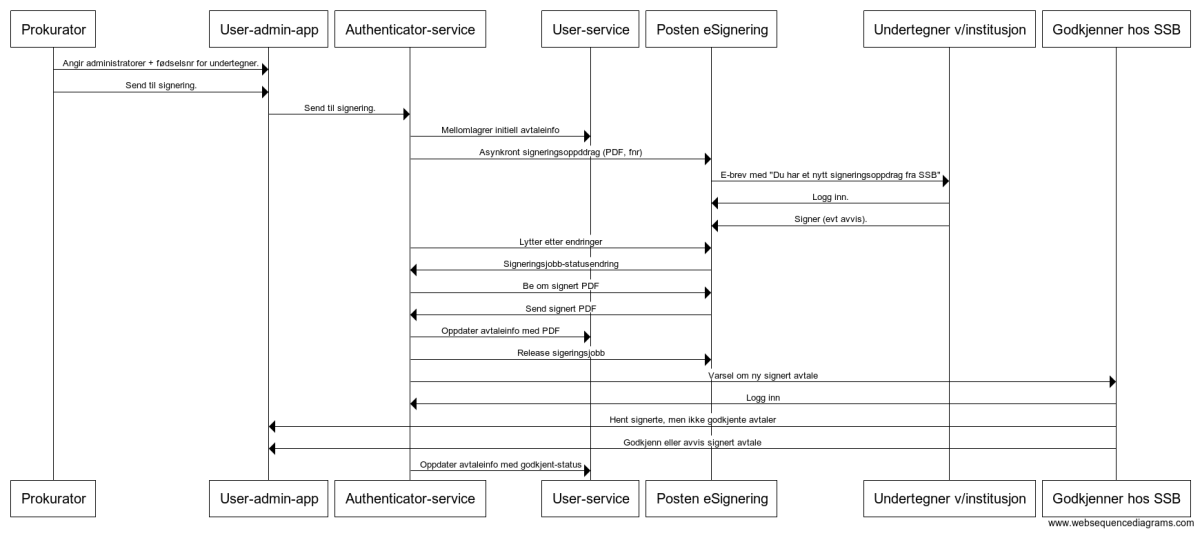 Prokurator
User-admin-app
Authenticator-service
User-service
Posten eSignering
Undertegner v/institusjon
Godkjenner hos SSB
Angir administratorer + fødselsnr for undertegner.
Send til signering.
Send til signering.
Mellomlagrer initiell avtaleinfo
Asynkront signeringsoppddrag (PDF, fnr)
E-brev med "Du har et nytt signeringsoppdrag fra SSB"
Logg inn.
Signer (evt avvis).
Lytter etter endringer
Signeringsjobb-statusendring
Be om signert PDF
Send signert PDF
Oppdater avtaleinfo med PDF
Release sigeringsjobb
Varsel om ny signert avtale
Logg inn
Hent signerte, men ikke godkjente avtaler
Godkjenn eller avvis signert avtale
Oppdater avtaleinfo med godkjent-status
Prokurator
User-admin-app
Authenticator-service
User-service
Posten eSignering
Undertegner v/institusjon
Godkjenner hos SSB
www.websequencediagrams.com